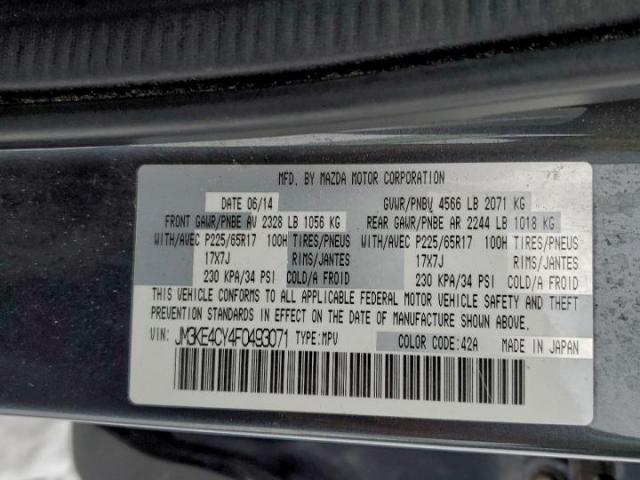 MFD. BY MAZDA MOTOR CORPORATION
DATE 06/14 GVWR/PNBV 4566 LB 2071 KG
FRONT GAWR/PNBE AV 2328 LB 1056 KG REAR GAWR/PNBE AR 2244 LB 1018 KG
WITH/AVEC P225/65R17 100H TIRES/PNEUS WITH/AVEC P225/65R17 100H TIRES/PNEUS
17X7J RIMS/JANTES 17X7J RIMS/JANTES
230 KPA/34 PSI COLD/A FROID 230 KPA/34 PSI COLD/A FROID
THIS VEHICLE CONFORMS TO ALL APPLICABLE FEDERAL MOTOR VEHICLE SAFETY AND THEFT
PREVENTION STANDARDS IN EFFECT ON THE DATE OF MANUFACTURE SHOWN ABOVE.
VIN: JM3KE4CY4F0493071 TYPE:MPV COLOR CODE:42A MADE IN JAPAN